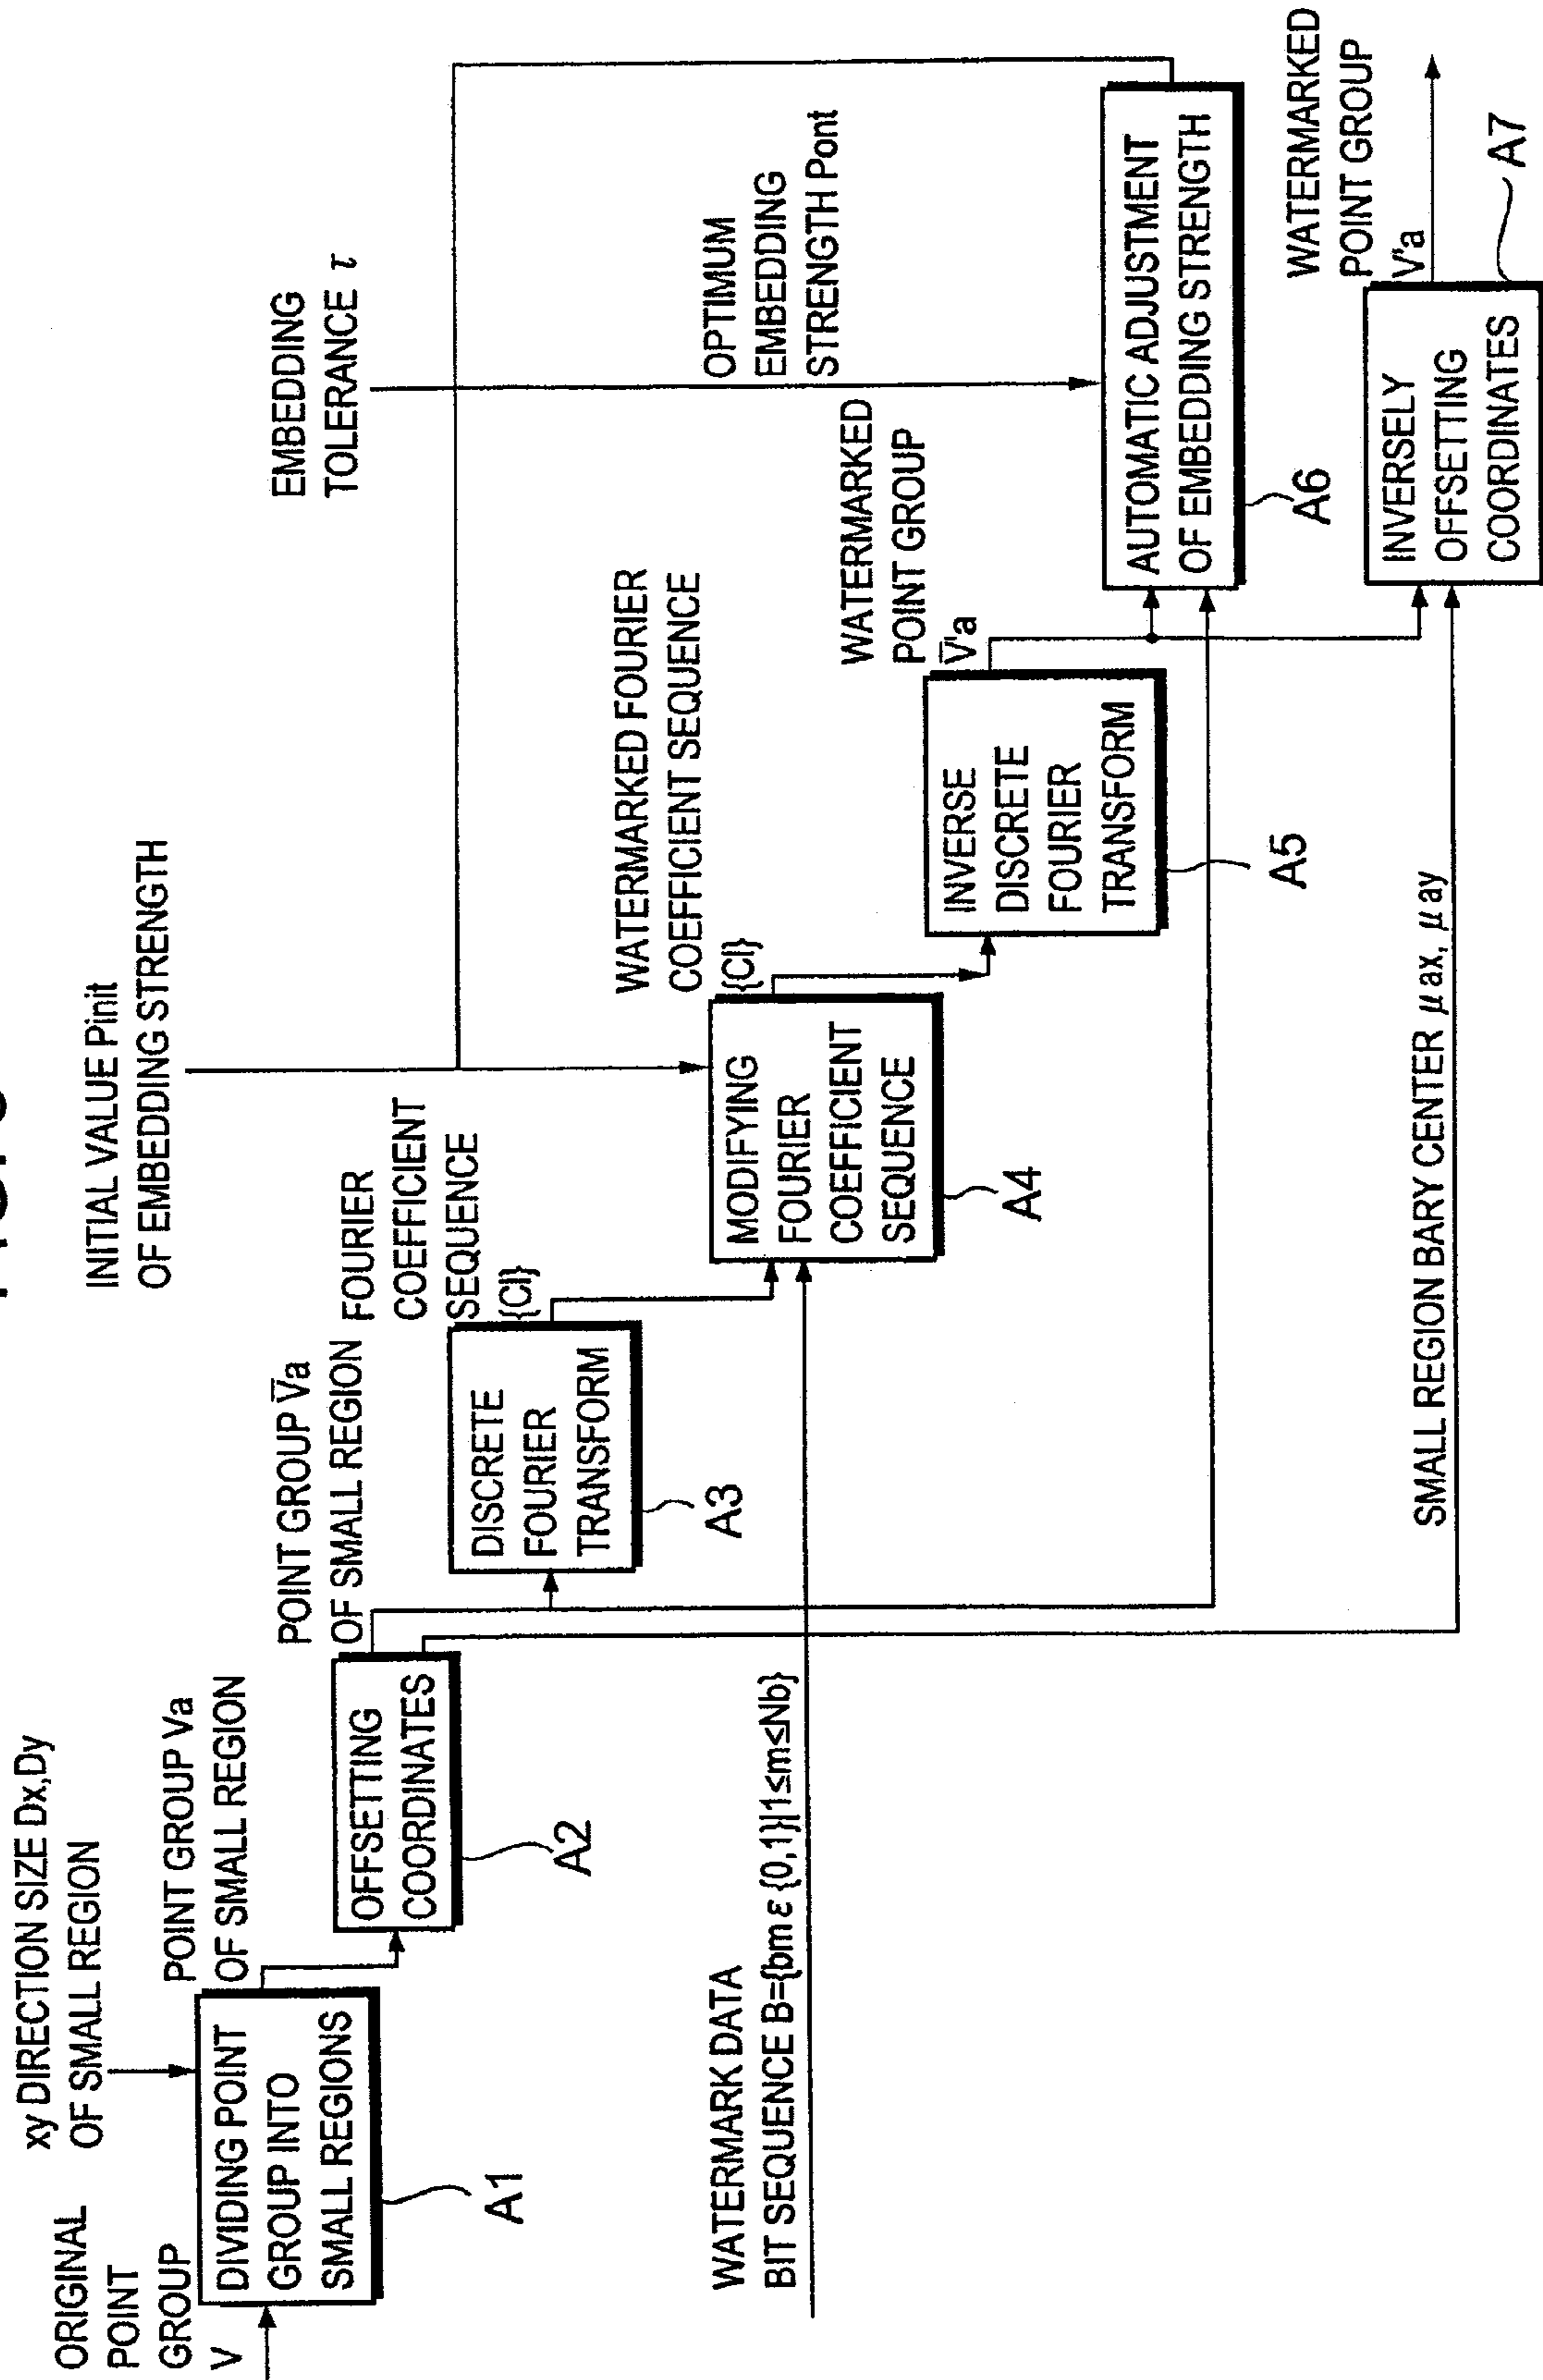 xy DIRECTION SIZE Dx,Dy
OF SMALL REGION
ORIGINAL
POINT
GROUP
V
DIVIDING POINT
GROUP INTO
SMALL REGIONS
A1
POINT GROUP Va
OF SMALL REGION
OFFSETTING
COORDINATES
A2
POINT GROUP V̅a
OF SMALL REGION
DISCRETE
FOURIER
TRANSFORM
A3
FOURIER
COEFFICIENT
SEQUENCE
{Cl}
INITIAL VALUE Pinit
OF EMBEDDING STRENGTH
MODIFYING
FOURIER
COEFFICIENT
SEQUENCE
A4
WATERMARK DATA
BIT SEQUENCE B={bm ε {0,1}|1≤m≤Nb}
WATERMARKED FOURIER
COEFFICIENT SEQUENCE
{Cl}
INVERSE
DISCRETE
FOURIER
TRANSFORM
A5
WATERMARKED
POINT GROUP
V̅'a
EMBEDDING
TOLERANCE τ
OPTIMUM
EMBEDDING
STRENGTH Pont
AUTOMATIC ADJUSTMENT
OF EMBEDDING STRENGTH
A6
SMALL REGION BARY CENTER μax, μay
INVERSELY
OFFSETTING
COORDINATES
A7
WATERMARKED
POINT GROUP
V'a